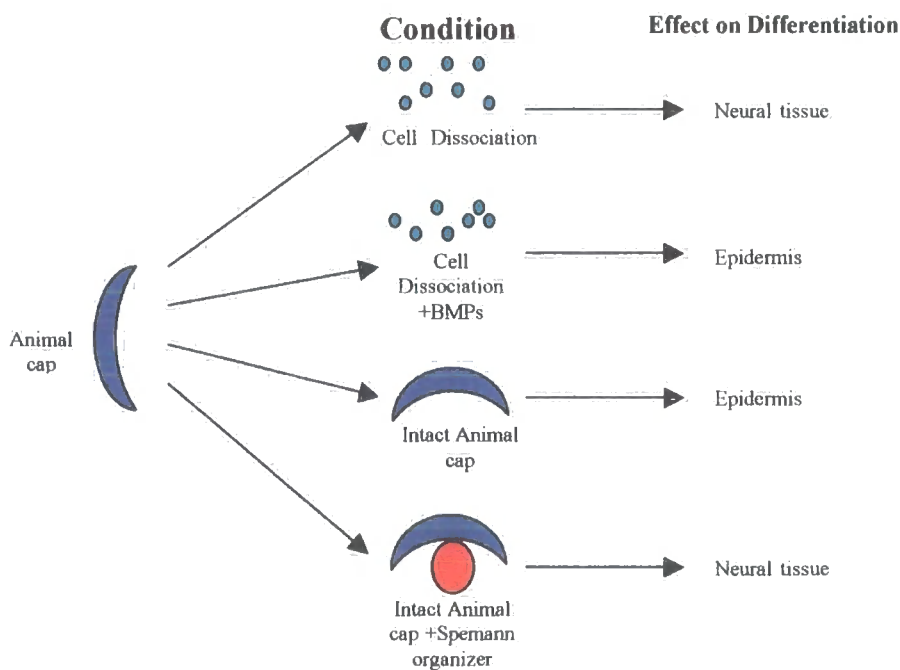 Condition
Effect on Differentiation
Cell Dissociation
Neural tissue
Cell
Dissociation
+BMPs
Epidermis
Animal
cap
Intact Animal
cap
Epidermis
Intact Animal
cap +Spemann
organizer
Neural tissue